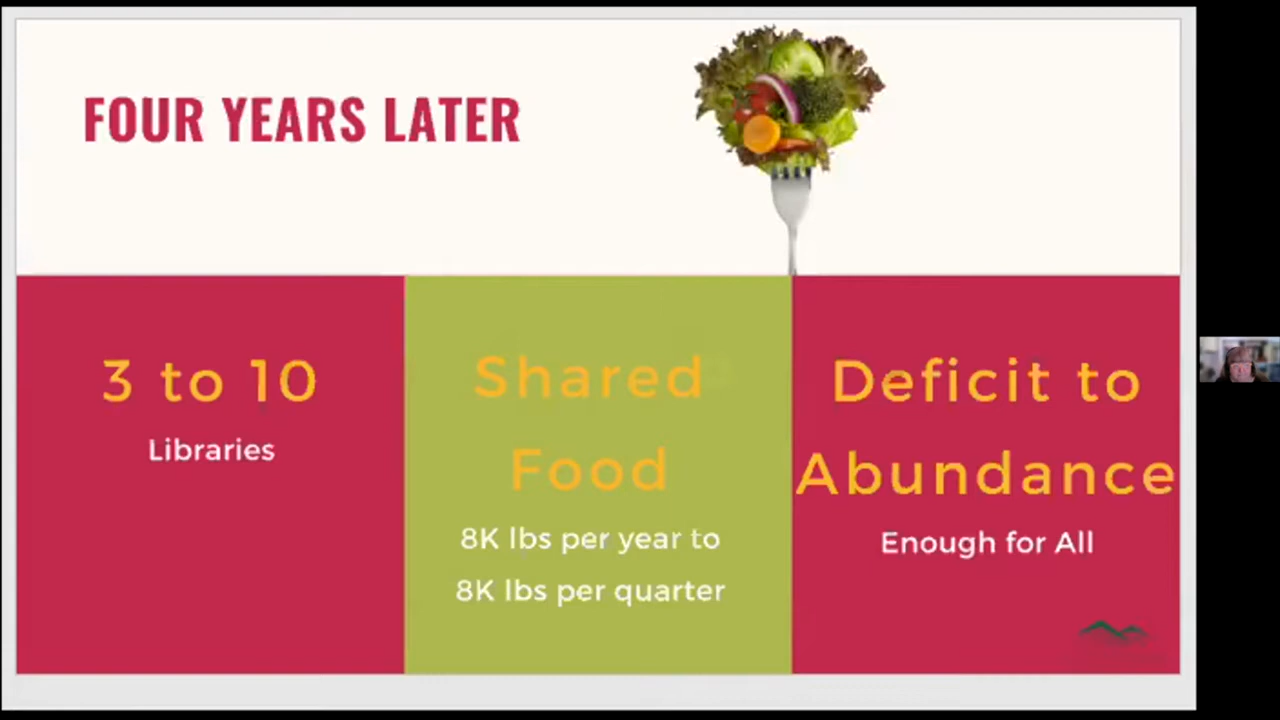 FOUR YEARS LATER
3 to 10
Libraries
Shared
Food
8K lbs per year to
8K lbs per quarter
Deficit to
Abundance
Enough for All